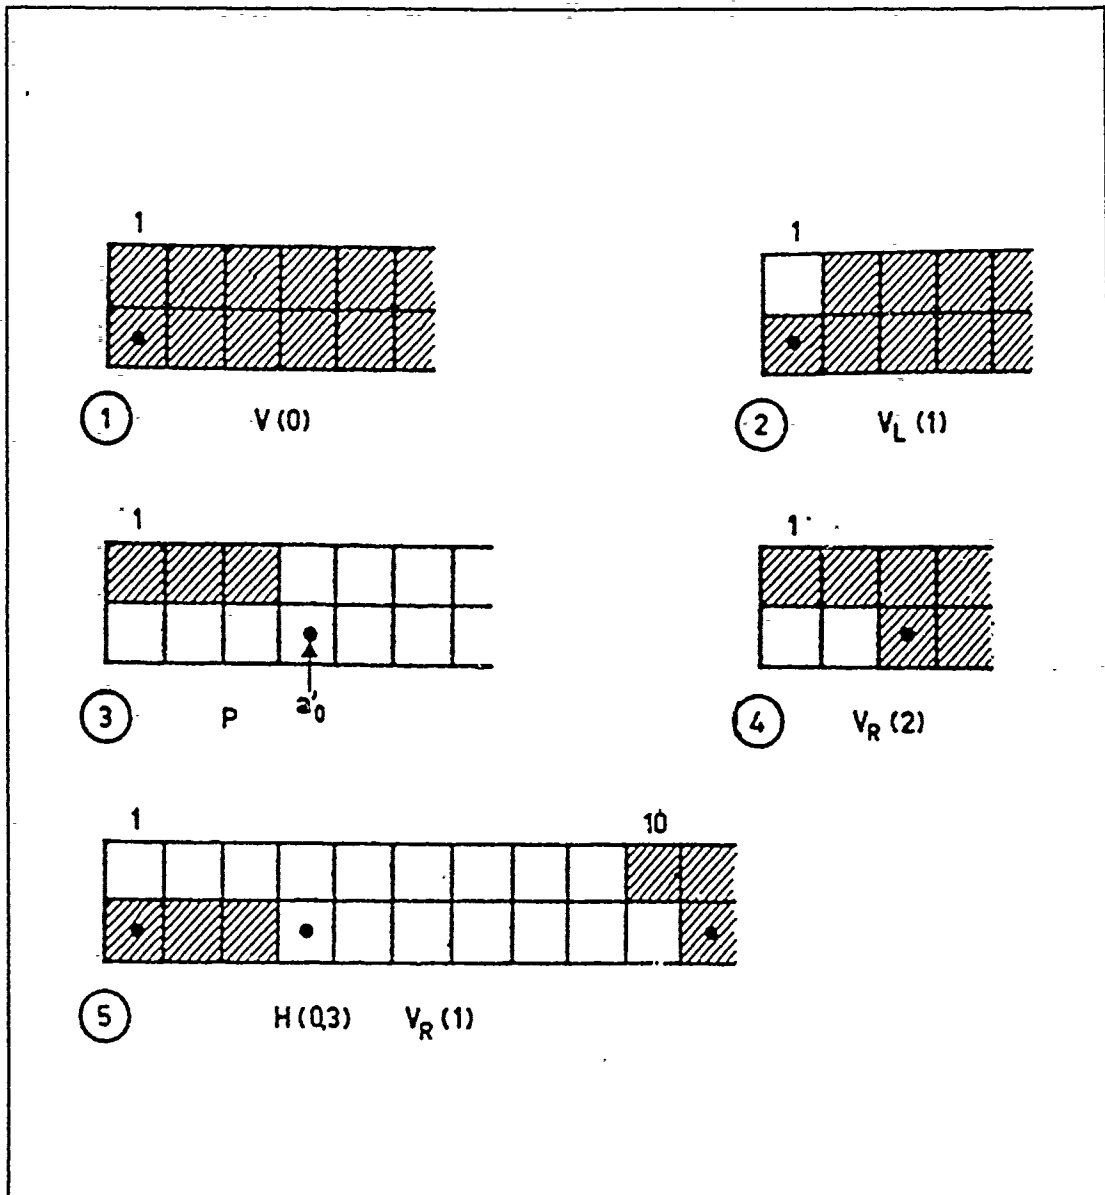 1
1
① V (0)
② V_L (1)
1
1
a'₀
③ P
④ V_R (2)
1 10
⑤ H (0,3) V_R (1)